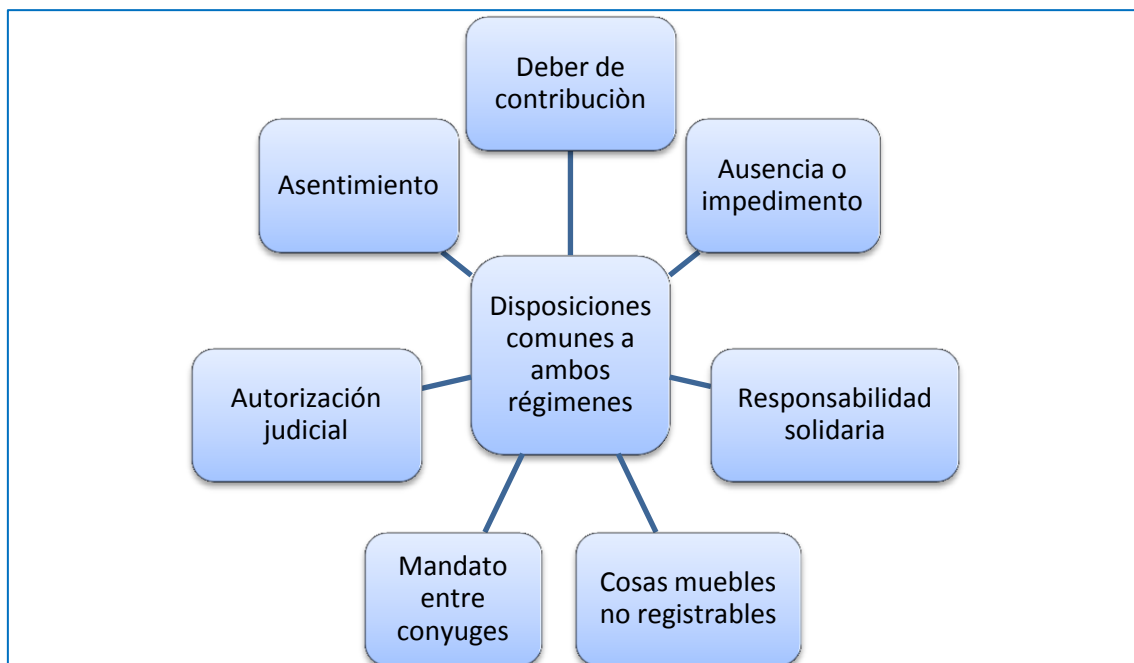 Deber de
contribuciòn
Asentimiento
Ausencia o
impedimento
Disposiciones
comunes a
ambos
régimenes
Autorización
judicial
Responsabilidad
solidaria
Mandato
entre
conyuges
Cosas muebles
no registrables